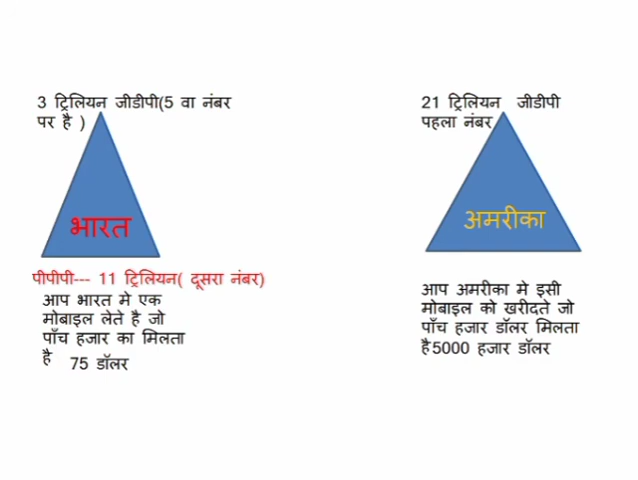 3 ट्रिलियन जीडीपी(5 वा नंबर
पर है )
भारत
पीपीपी--- 11 ट्रिलियन( दूसरा नंबर)
आप भारत मे एक
मोबाइल लेते है जो
पाँच हजार का मिलता
है 75 डॉलर
21 ट्रिलियन जीडीपी
पहला नंबर
अमरीका
आप अमरीका मे इसी
मोबाइल को खरीदते जो
पाँच हजार डॉलर मिलता
है5000 हजार डॉलर